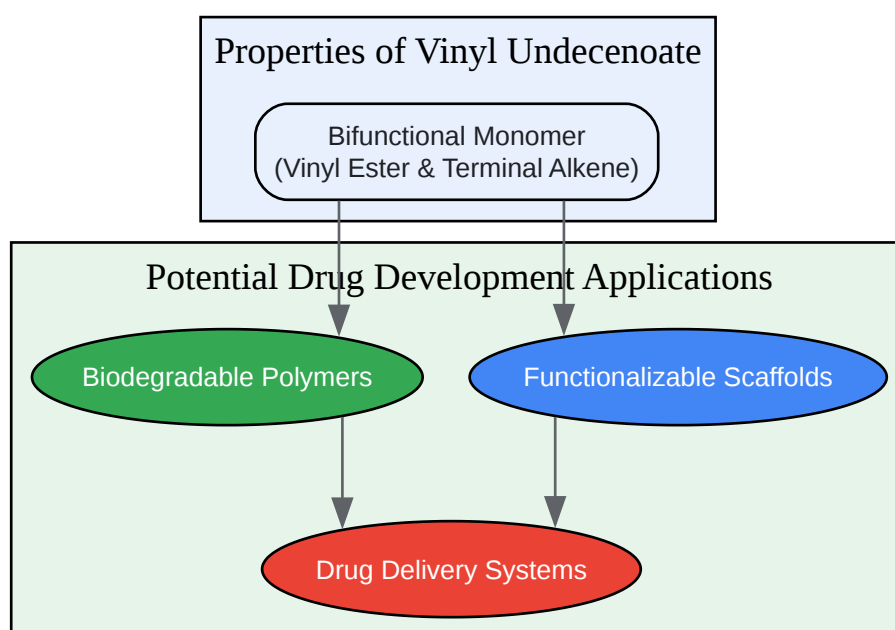 Properties of Vinyl Undecenoate
Bifunctional Monomer
(Vinyl Ester & Terminal Alkene)
Potential Drug Development Applications
Biodegradable Polymers
Functionalizable Scaffolds
Drug Delivery Systems